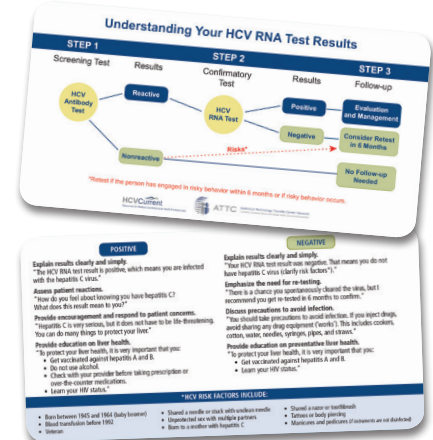 Understanding Your HCV RNA Test Results
STEP 1
STEP 2
STEP 3
Screening Test
Results
Confirmatory
Test
Results
Follow-up
HCV
Antibody
Test
Reactive
HCV
RNA Test
Positive
Evaluation
and Management
Negative
Consider Retest
in 6 Months
Risks*
Nonreactive
No Follow-up
Needed
*Retest if the person has engaged in risky behavior within 6 months or if risky behavior occurs.
HCVCurrent
ATTC
POSITIVE
Explain results clearly and simply.
"The HCV RNA test result is positive, which means you are infected
with the hepatitis C virus."
Assess patient reactions.
"How do you feel about knowing you have hepatitis C?
What does this result mean to you?"
Provide encouragement and respond to patient concerns.
"Hepatitis C is very serious, but it does not have to be life-threatening.
You can do many things to protect your liver."
Provide education on liver health.
"To protect your liver, it is very important that you:
• Get vaccinated against hepatitis A and B.
• Do not use alcohol.
• Check with your provider before taking prescription or
over-the-counter medications.
• Learn your HIV status."
NEGATIVE
Explain results clearly and simply.
"Your HCV RNA test result was negative. That means you do not
have hepatitis C virus (clarify risk factors*)."
Emphasize the need for re-testing.
"There is a chance you spontaneously cleared the virus, but I
recommend you get re-tested in 6 months to confirm."
Discuss precautions to avoid infection.
"You should take precautions to avoid infection. If you inject drugs,
avoid sharing any drug equipment ('works'). This includes cookers,
cotton, water, needles, syringes, pipes, and straws."
Provide education on preventative liver health.
"To protect your liver, it is very important that you:
• Get vaccinated against hepatitis A and B.
• Learn your HIV status."
*HCV RISK FACTORS INCLUDE:
• Born between 1945 and 1964 (baby boomer)
• Blood transfusion before 1992
• Veteran
• Shared a needle or stuck with unclean needle
• Unprotected sex with multiple partners
• Born to a mother with hepatitis C
• Shared a razor or toothbrush
• Tattoos or body piercing
• Manicures and pedicures (if instruments are not disinfected)